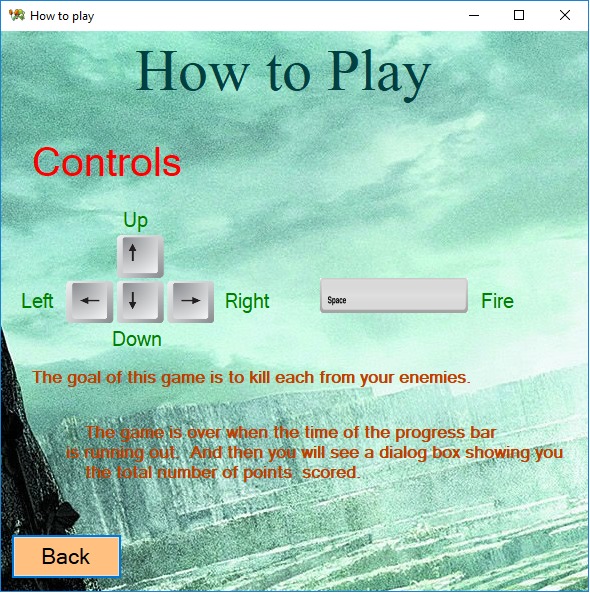 How to play
How to Play
Controls
Up
Left
Right
Space
Fire
Down
The goal of this game is to kill each from your enemies.
The game is over when the time of the progress bar
is running out. And then you will see a dialog box showing you
the total number of points scored.
Back